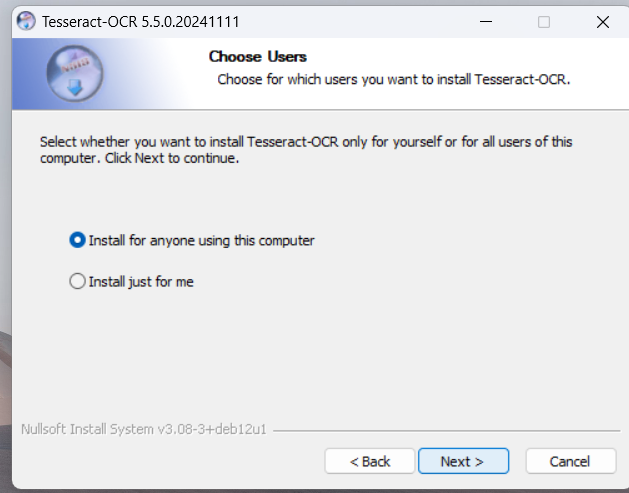 Tesseract-OCR 5.5.0.20241111
Choose Users
Choose for which users you want to install Tesseract-OCR.
Select whether you want to install Tesseract-OCR only for yourself or for all users of this
computer. Click Next to continue.
Install for anyone using this computer
Install just for me
Nullsoft Install System v3.08-3+deb12u1
< Back
Next >
Cancel